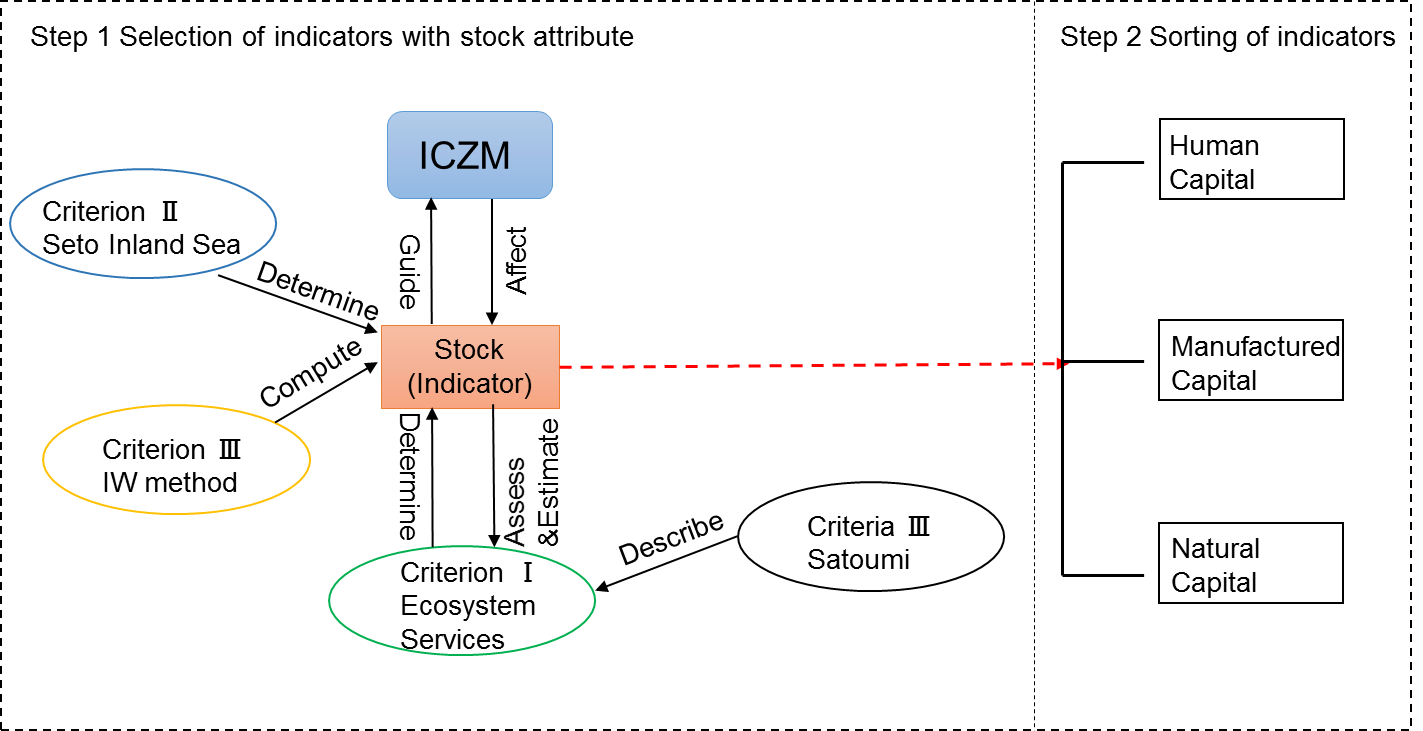 Step 1 Selection of indicators with stock attribute
Step 2 Sorting of indicators
ICZM
Criterion Ⅱ
Seto Inland Sea
Guide
Affect
Determine
Compute
Stock
(Indicator)
Criterion Ⅲ
IW method
Determine
Assess
&Estimate
Describe
Criteria Ⅲ
Satoumi
Criterion Ⅰ
Ecosystem
Services
Human
Capital
Manufactured
Capital
Natural
Capital